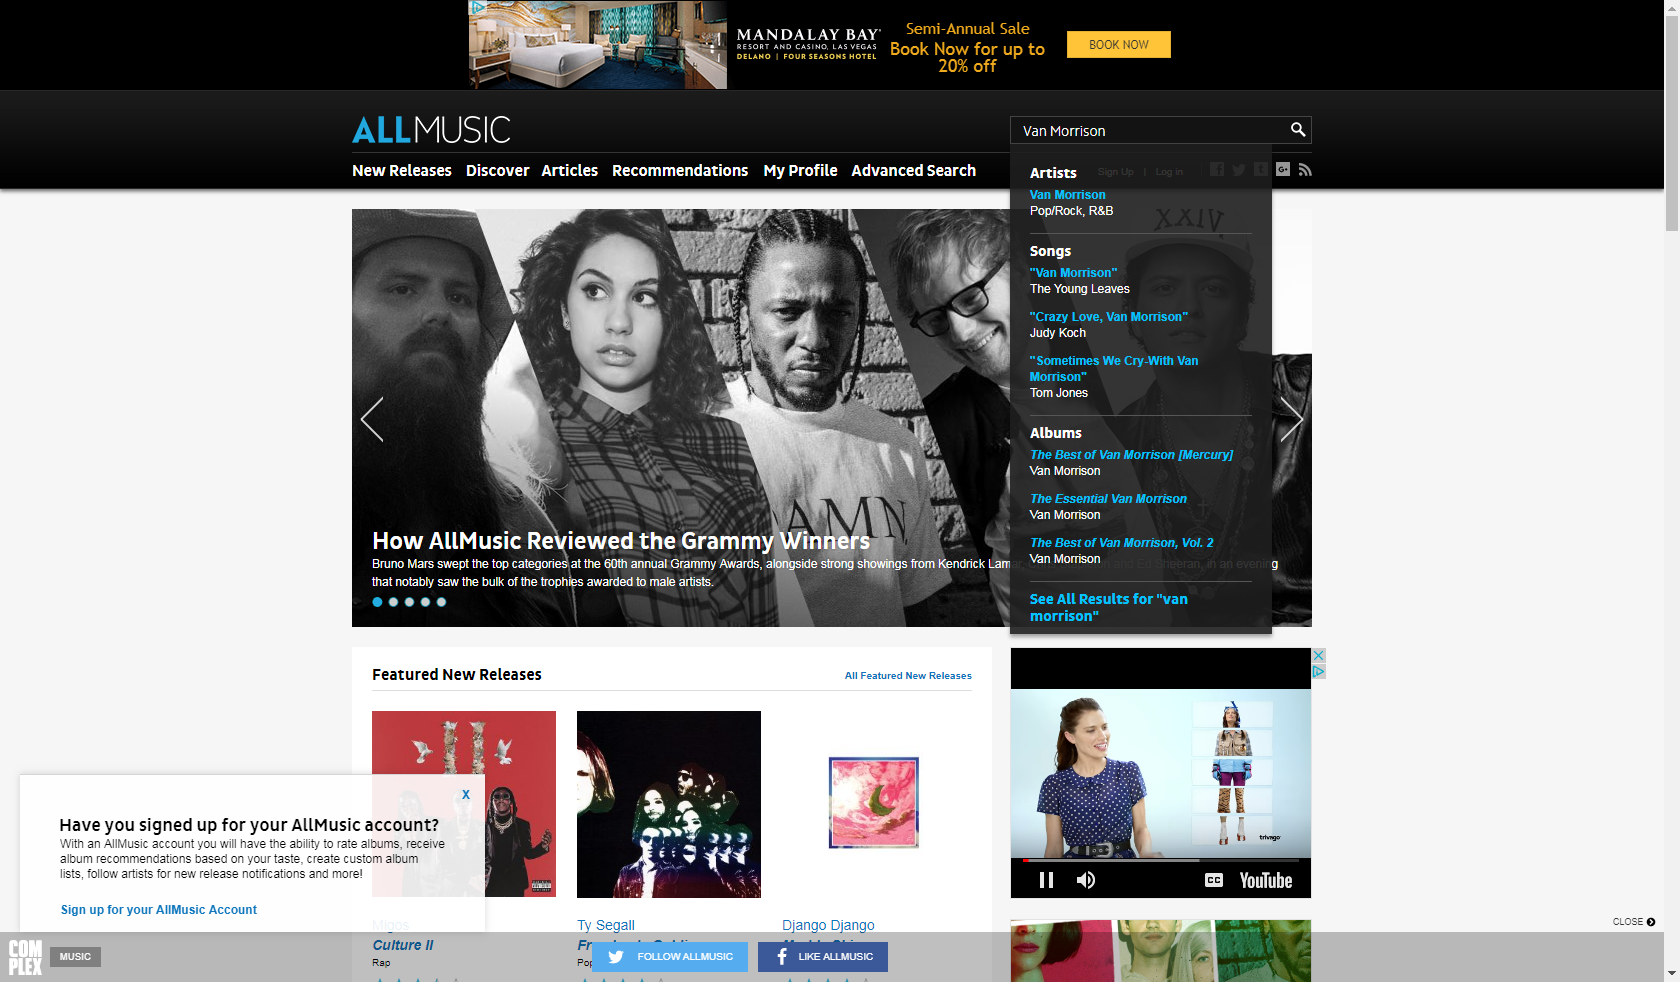 MANDALAY BAY
RESORT AND CASINO, LAS VEGAS
DELANO | FOUR SEASONS HOTEL
Semi-Annual Sale
Book Now for up to
20% off
BOOK NOW
ALLMUSIC
Van Morrison
New Releases Discover Articles Recommendations My Profile Advanced Search
Sign Up | Log in
Artists
Van Morrison
Pop/Rock, R&B
Songs
"Van Morrison"
The Young Leaves
"Crazy Love, Van Morrison"
Judy Koch
"Sometimes We Cry-With Van
Morrison"
Tom Jones
Albums
The Best of Van Morrison [Mercury]
Van Morrison
The Essential Van Morrison
Van Morrison
The Best of Van Morrison, Vol. 2
Van Morrison
See All Results for "van
morrison"
XXIV
DAMN
How AllMusic Reviewed the Grammy Winners
Bruno Mars swept the top categories at the 60th annual Grammy Awards, alongside strong showings from Kendrick Lamar, and Ed Sheeran, in an evening
that notably saw the bulk of the trophies awarded to male artists.
Featured New Releases
All Featured New Releases
trivago
CC YouTube
X
Have you signed up for your AllMusic account?
With an AllMusic account you will have the ability to rate albums, receive
album recommendations based on your taste, create custom album
lists, follow artists for new release notifications and more!
Sign up for your AllMusic Account
Migos
Culture II
Rap
Ty Segall
Django Django
CLOSE
COMPLEX
MUSIC
FOLLOW ALLMUSIC
LIKE ALLMUSIC